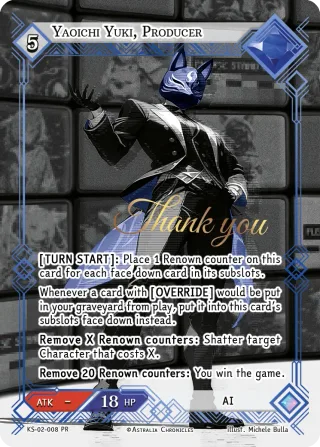 5
Yaoichi Yuki, Producer
Thank you
[TURN START]: Place 1 Renown counter on this
card for each face down card in its subslots.
Whenever a card with [OVERRIDE] would be put
in your graveyard from play, put it into this card's
subslots face down instead.
Remove X Renown counters: Shatter target
Character that costs X.
Remove 20 Renown counters: You win the game.
ATK - 18 HP AI
KS-02-008 PR ©Astralia Chronicles Illust. Michele Bulla